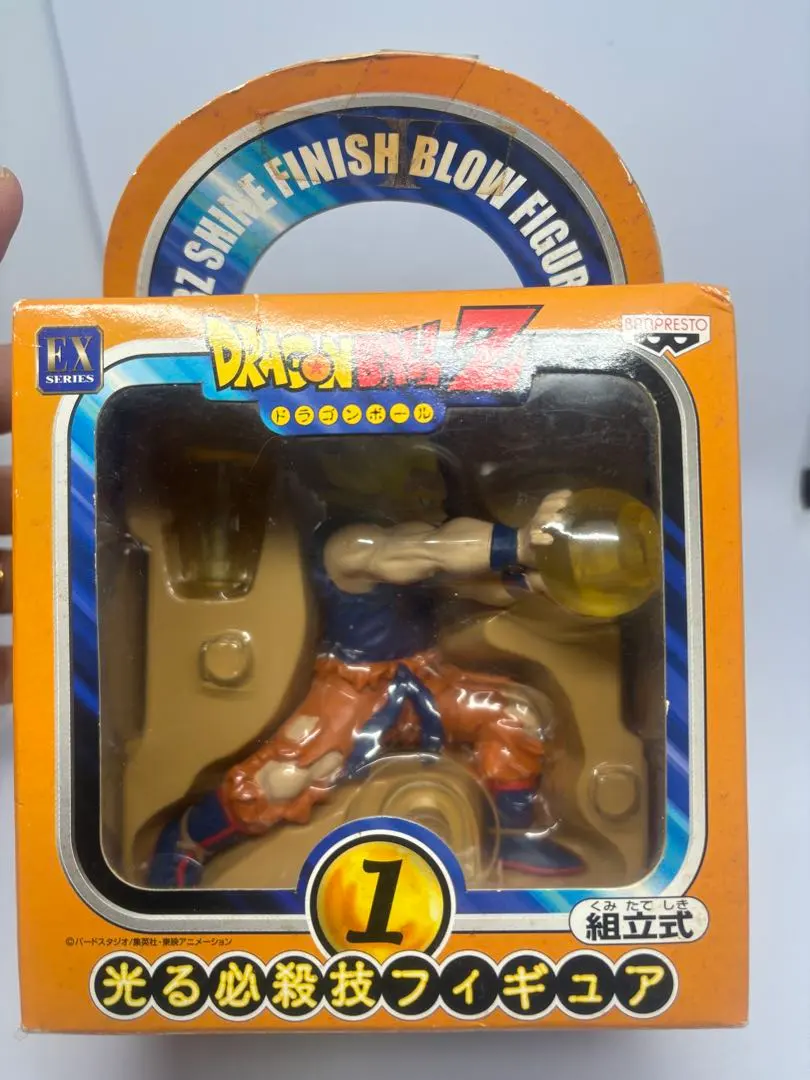 BZ SHINE FINISH BLOW FIGUR
II
EX
SERIES
DRAGON BALL Z
ドラゴンボール
BANPRESTO
1
くみ たて しき
組立式
©バードスタジオ/集英社・東映アニメーション
光る必殺技フィギュア